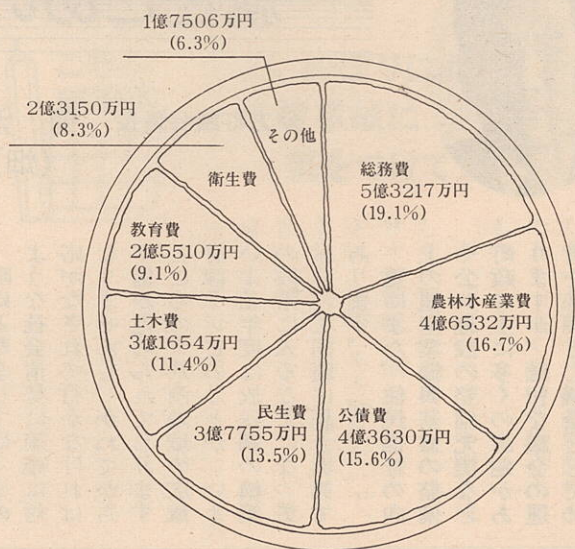 1億7506万円
(6.3%)
2億3150万円
(8.3%)
その他
衛生費
総務費
5億3217万円
(19.1%)
教育費
2億5510万円
(9.1%)
農林水産業費
4億6532万円
(16.7%)
土木費
3億1654万円
(11.4%)
民生費
3億7755万円
(13.5%)
公債費
4億3630万円
(15.6%)